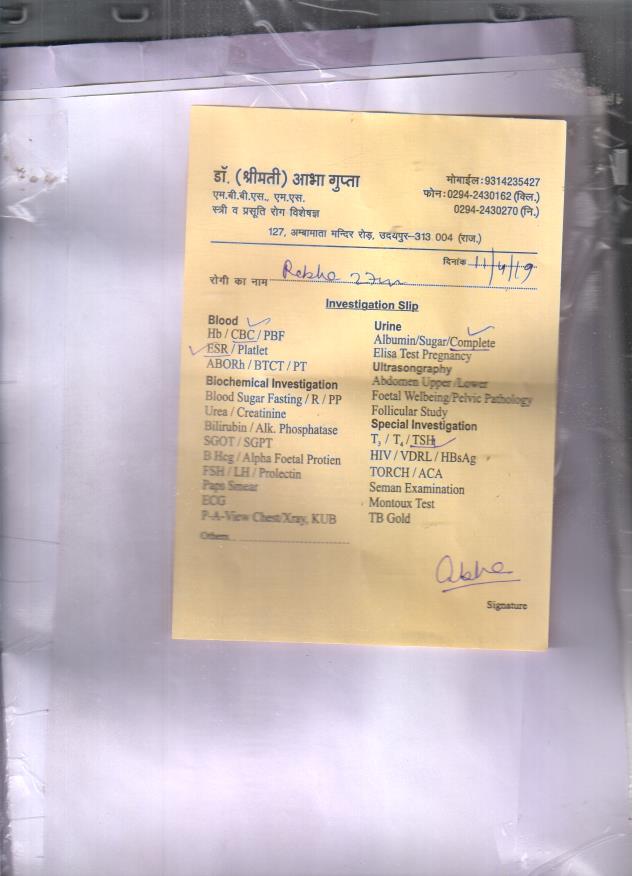 डॉ. (श्रीमती) आभा गुप्ता
एम.बी.बी.एस., एम.एस.
स्त्री व प्रसूति रोग विशेषज्ञ
मोबाईल:9314235427
फोन:0294-2430162 (क्लि.)
0294-2430270 (नि.)
127, अम्बामाता मन्दिर रोड़, उदयपुर–313 004 (राज.)
दिनांक 11/4/19
रोगी का नाम Rekha
Investigation Slip
Blood
Hb / CBC / PBF
ESR / Platlet
ABORh / BTCT / PT
Biochemical Investigation
Blood Sugar Fasting / R / PP
Urea / Creatinine
Bilirubin / Alk. Phosphatase
SGOT / SGPT
B Hcg / Alpha Foetal Protien
FSH / LH / Prolectin
Paps Smear
ECG
P-A-View Chest/Xray, KUB
Others
Urine
Albumin/Sugar/Complete
Elisa Test Pregnancy
Ultrasongraphy
Abdomen Upper /Lower
Foetal Welbeing/Pelvic Pathology
Follicular Study
Special Investigation
T3 / T4 / TSH
HIV / VDRL / HBsAg
TORCH / ACA
Seman Examination
Montoux Test
TB Gold
Abha
Signature